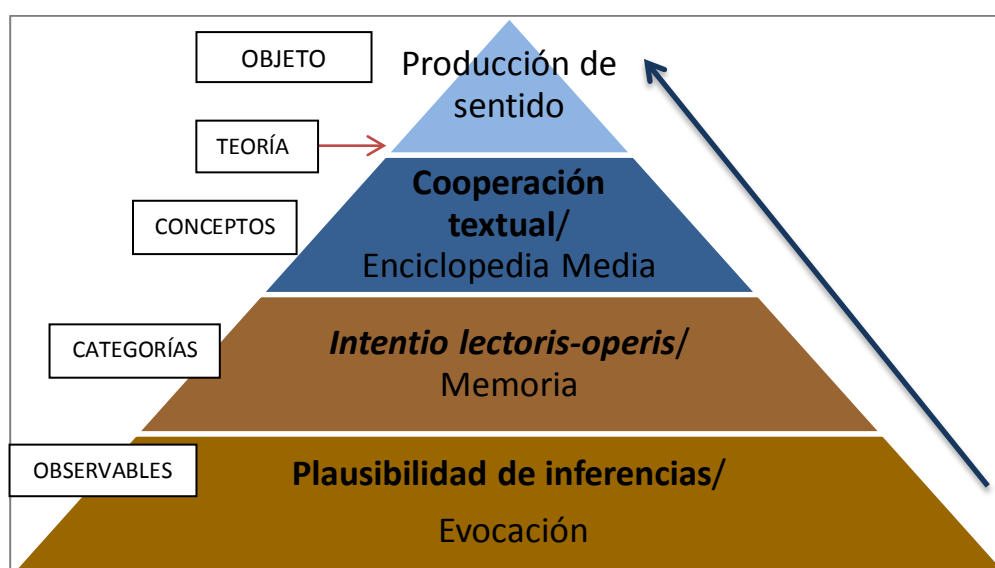 OBJETO
Producción de
sentido
TEORÍA
Cooperación
textual/
CONCEPTOS
Enciclopedia Media
CATEGORÍAS
Intentio lectoris-operis/
Memoria
OBSERVABLES
Plausibilidad de inferencias/
Evocación